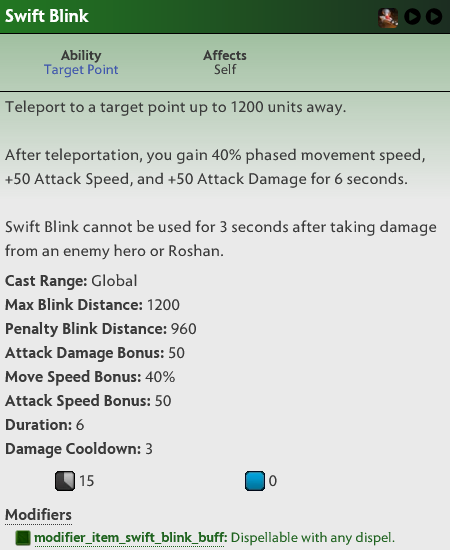 Swift Blink
Ability
Affects
Target Point
Self
Teleport to a target point up to 1200 units away.
After teleportation, you gain 40% phased movement speed,
+50 Attack Speed, and +50 Attack Damage for 6 seconds.
Swift Blink cannot be used for 3 seconds after taking damage
from an enemy hero or Roshan.
Cast Range: Global
Max Blink Distance: 1200
Penalty Blink Distance: 960
Attack Damage Bonus: 50
Move Speed Bonus: 40%
Attack Speed Bonus: 50
Duration: 6
Damage Cooldown: 3
15
0
Modifiers
modifier_item_swift_blink_buff: Dispellable with any dispel.